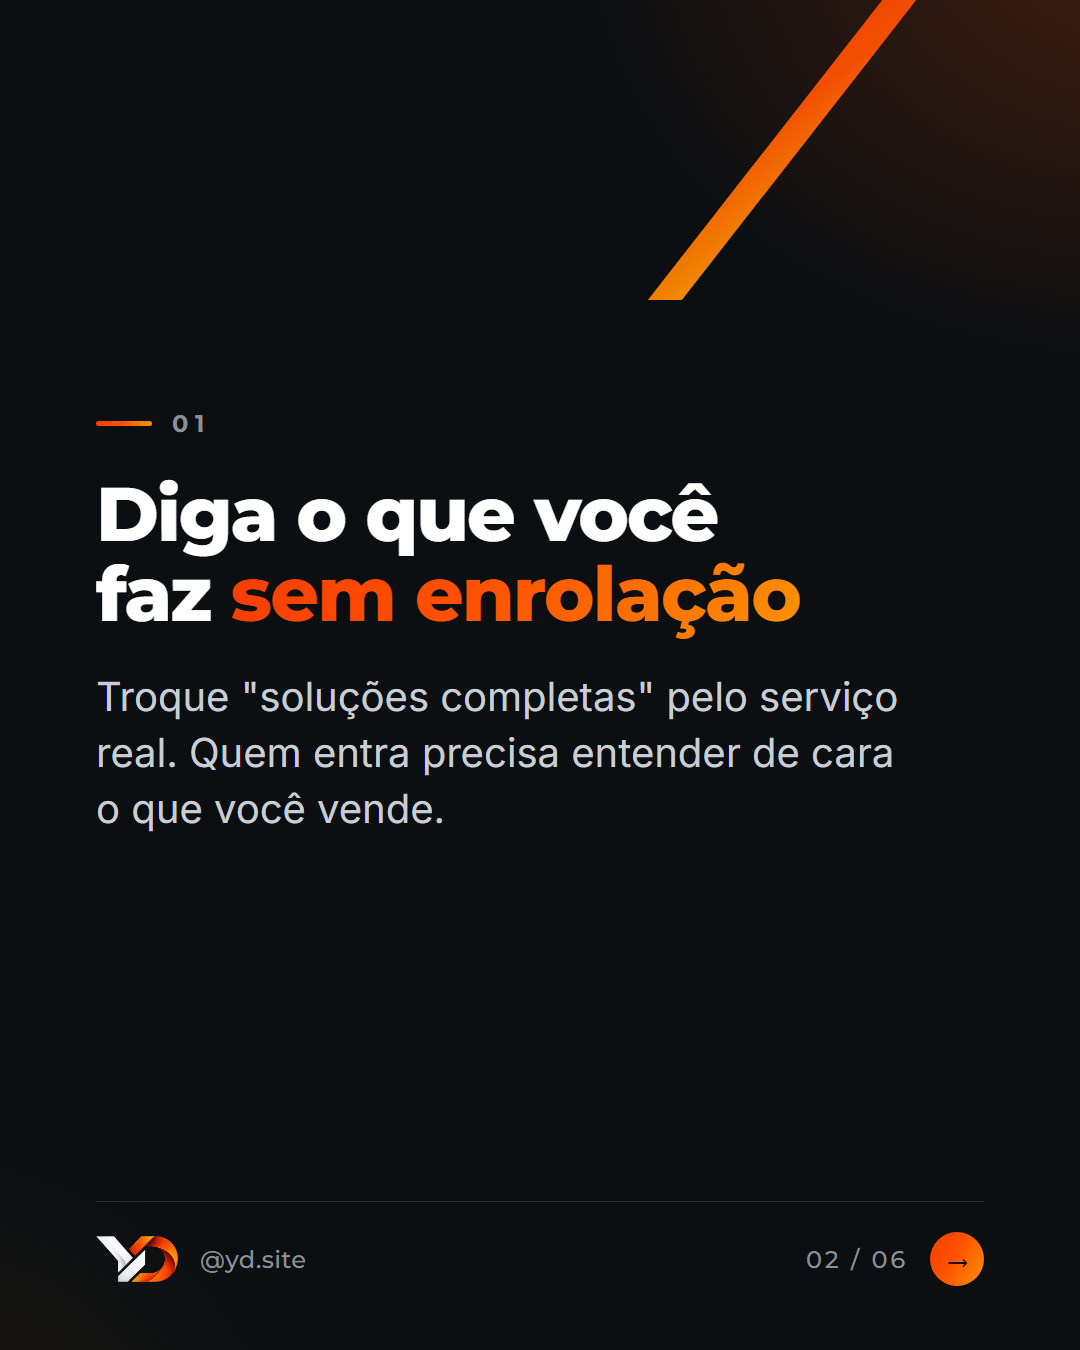 01
Diga o que você
faz sem enrolação
Troque "soluções completas" pelo serviço
real. Quem entra precisa entender de cara
o que você vende.
YD @yd.site 02 / 06 →